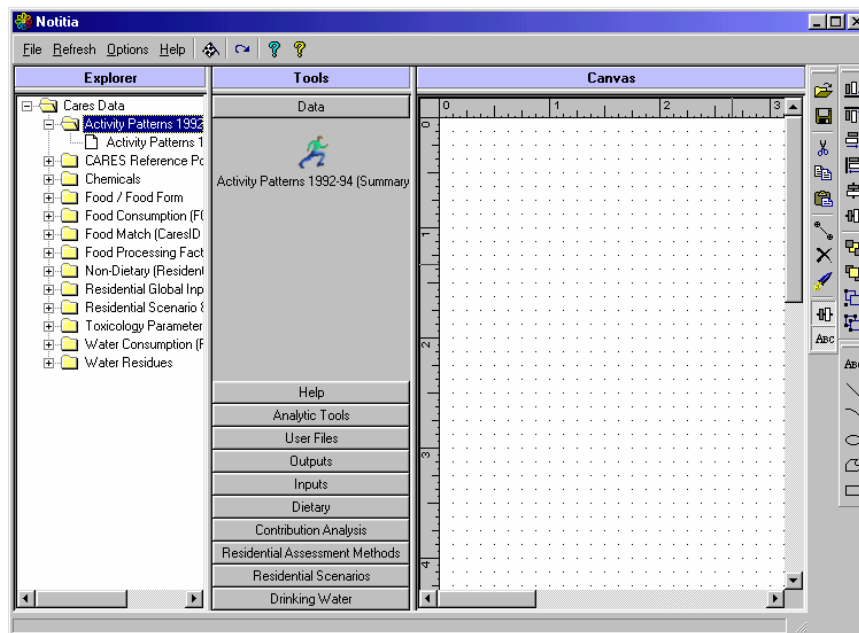 Notitia
File Refresh Options Help
Explorer
Tools
Canvas
Cares Data
Activity Patterns 1992
Activity Patterns 1
CARES Reference Po
Chemicals
Food / Food Form
Food Consumption (F
Food Match (CaresID
Food Processing Fact
Non-Dietary (Resident
Residential Global Inp
Residential Scenario &
Toxicology Parameter
Water Consumption (F
Water Residues
Data
Activity Patterns 1992-94 (Summary
Help
Analytic Tools
User Files
Outputs
Inputs
Dietary
Contribution Analysis
Residential Assessment Methods
Residential Scenarios
Drinking Water
0 1 2 3
0
1
2
3
4
ABC
ABC